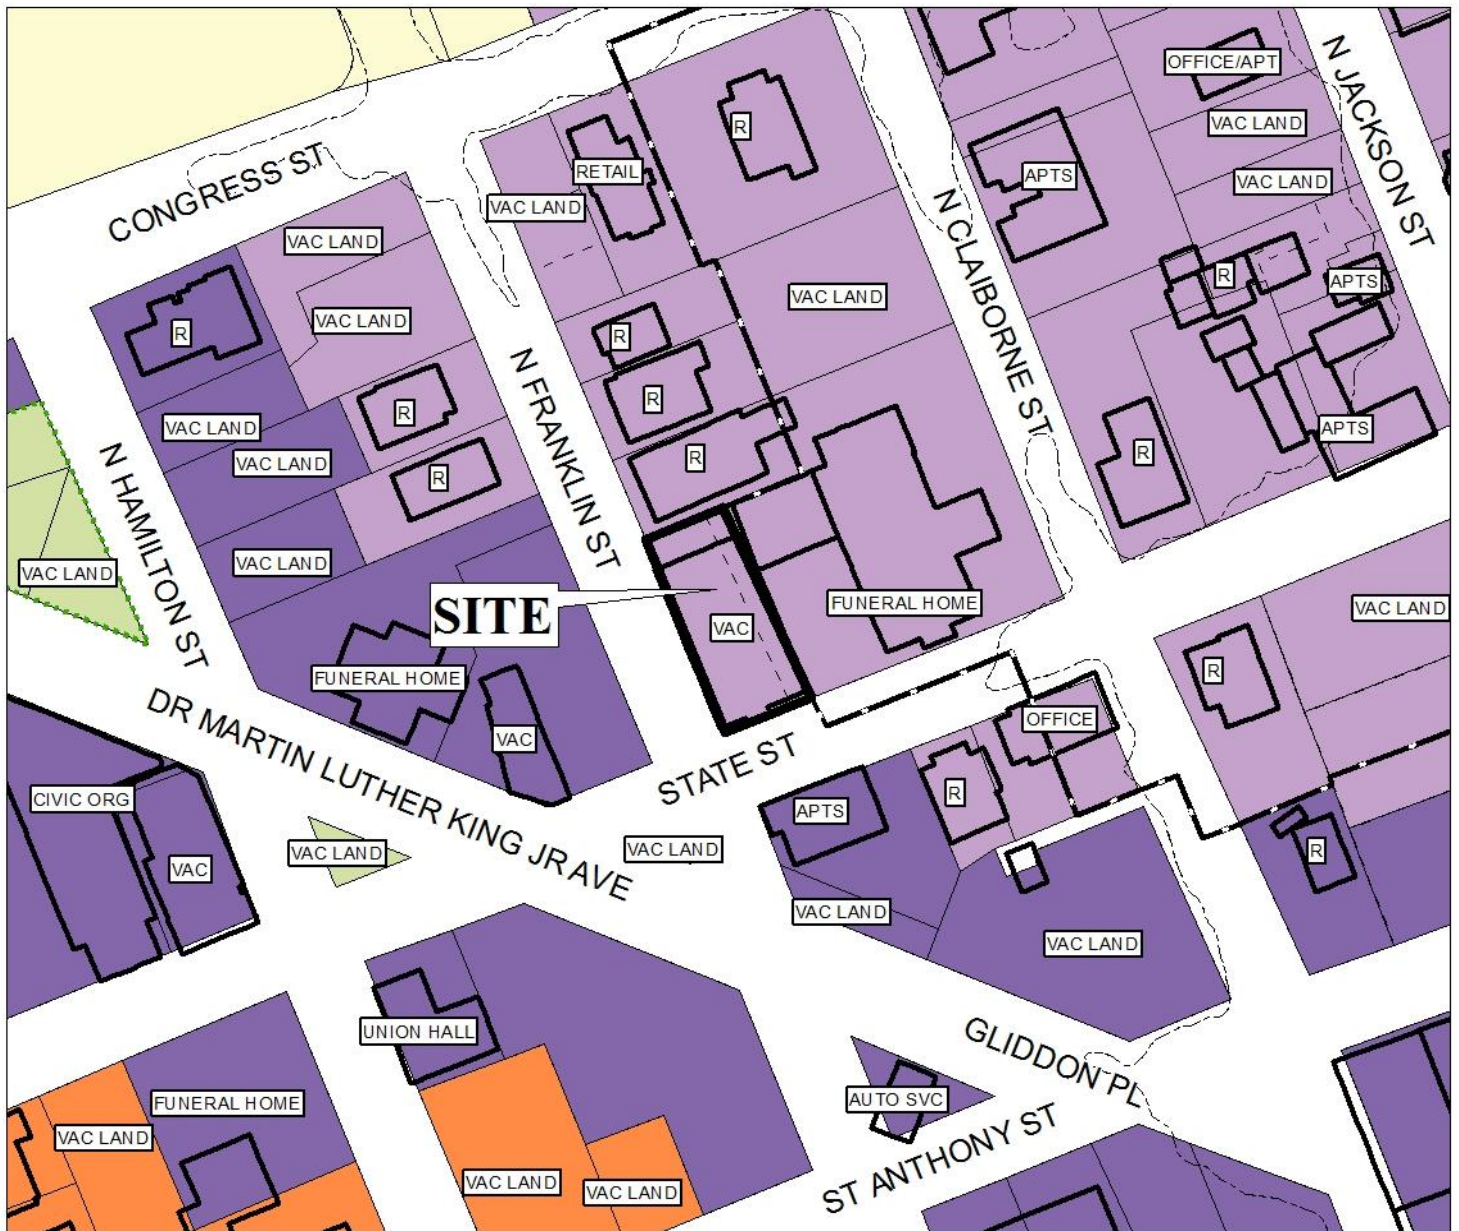 OFFICE/APT
N JACKSON ST
VAC LAND
R
RETAIL
APTS
VAC LAND
VAC LAND
CONGRESS ST
VAC LAND
N CLAIBORNE ST
R
APTS
VAC LAND
VAC LAND
R
R
N FRANKLIN ST
R
R
VAC LAND
APTS
N HAMILTON ST
VAC LAND
R
R
R
VAC LAND
VAC LAND
SITE
VAC
FUNERAL HOME
VAC LAND
FUNERAL HOME
R
DR MARTIN LUTHER KING JR AVE
VAC
OFFICE
STATE ST
CIVIC ORG
R
APTS
VAC LAND
VAC LAND
R
VAC
VAC LAND
VAC LAND
UNION HALL
GLIDDON PL
FUNERAL HOME
AUTO SVC
VAC LAND
ST ANTHONY ST
VAC LAND
VAC LAND